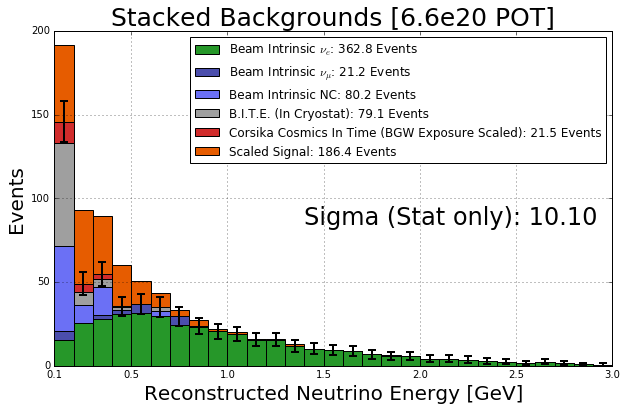 Stacked Backgrounds [6.6e20 POT]
Beam Intrinsic νe: 362.8 Events
Beam Intrinsic νμ: 21.2 Events
Beam Intrinsic NC: 80.2 Events
B.I.T.E. (In Cryostat): 79.1 Events
Corsika Cosmics In Time (BGW Exposure Scaled): 21.5 Events
Scaled Signal: 186.4 Events
Sigma (Stat only): 10.10
Events
200
150
100
50
0
0.1 0.5 1.0 1.5 2.0 2.5 3.0
Reconstructed Neutrino Energy [GeV]